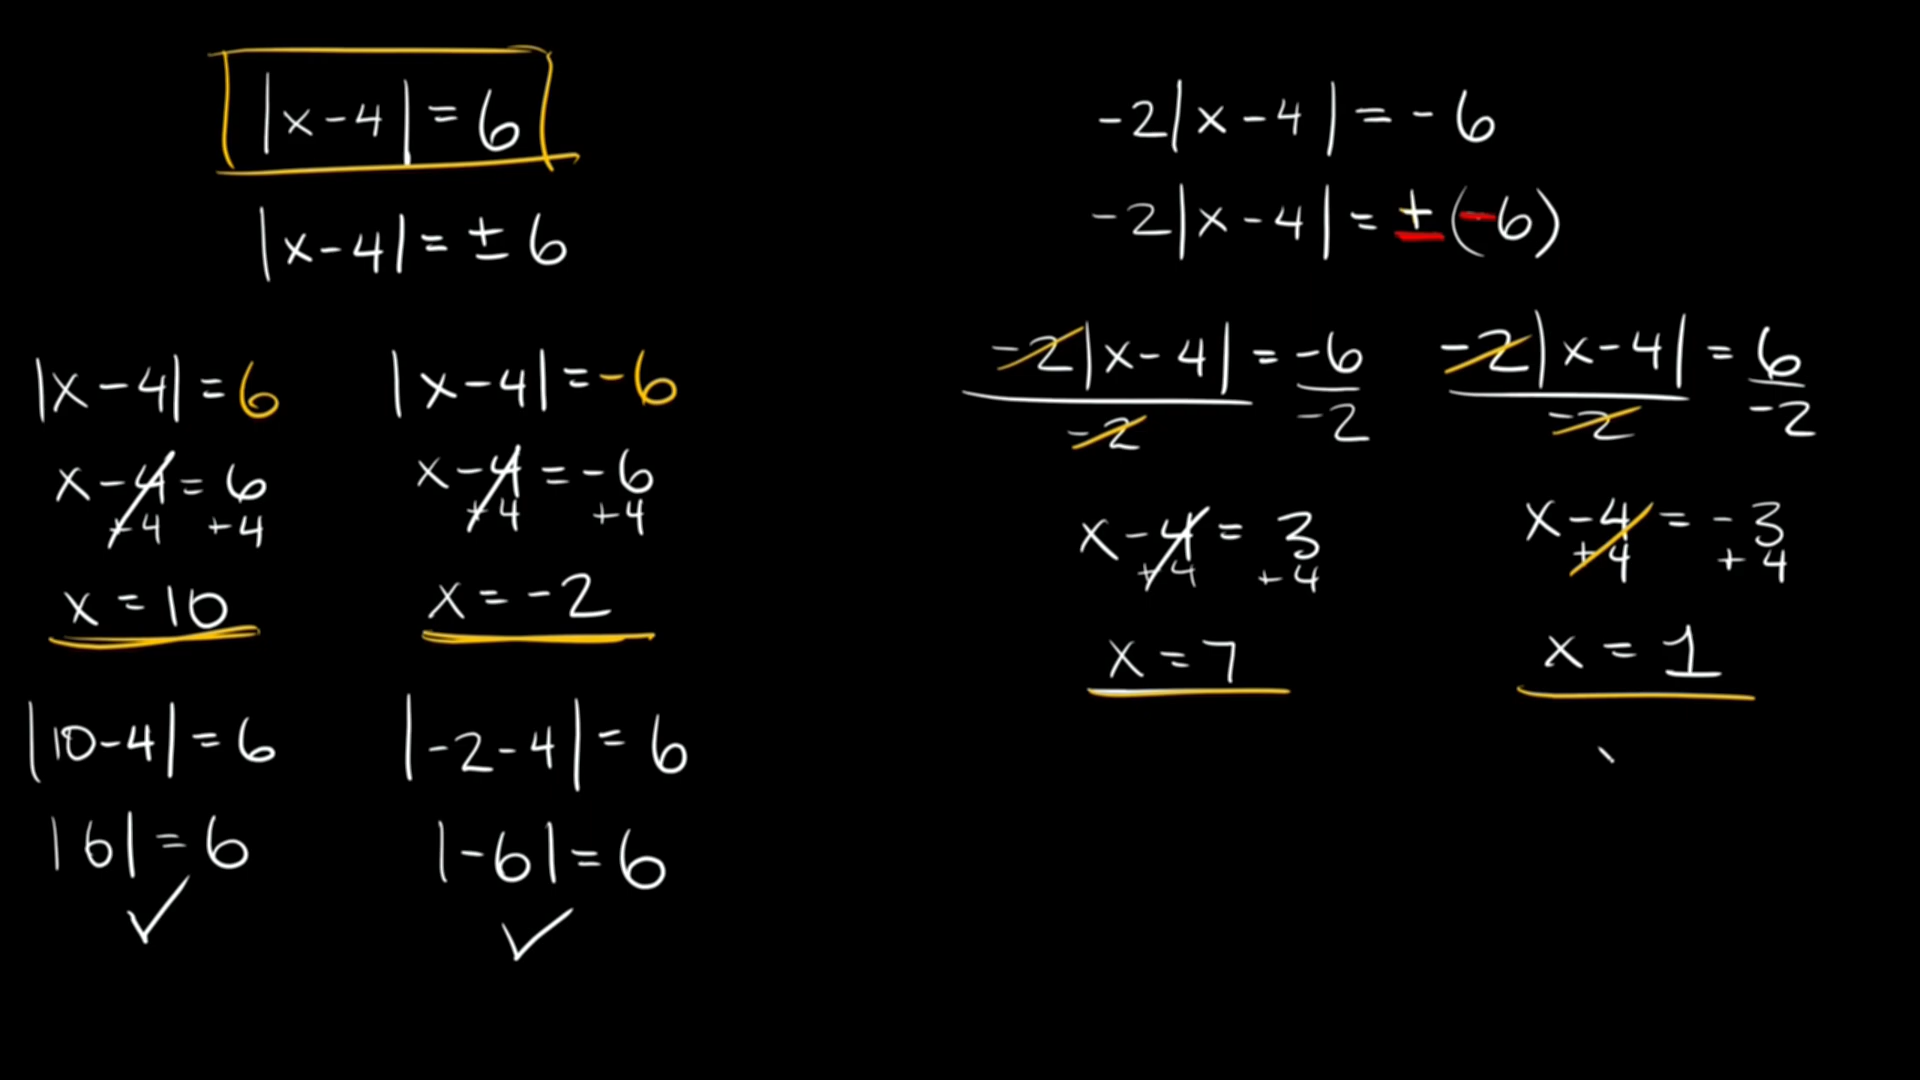 |x-4| = 6
|x-4| = ± 6
|x-4| = 6
x-4 = 6
+4 +4
x = 10
|10-4| = 6
|6| = 6
✓
|x-4| = -6
x-4 = -6
+4 +4
x = -2
|-2-4| = 6
|-6| = 6
✓
-2|x-4| = -6
-2|x-4| = ±(-6)
-2|x-4| = -6
-2 -2
x-4 = 3
+4 +4
x = 7
-2|x-4| = 6
-2 -2
x-4 = -3
+4 +4
x = 1